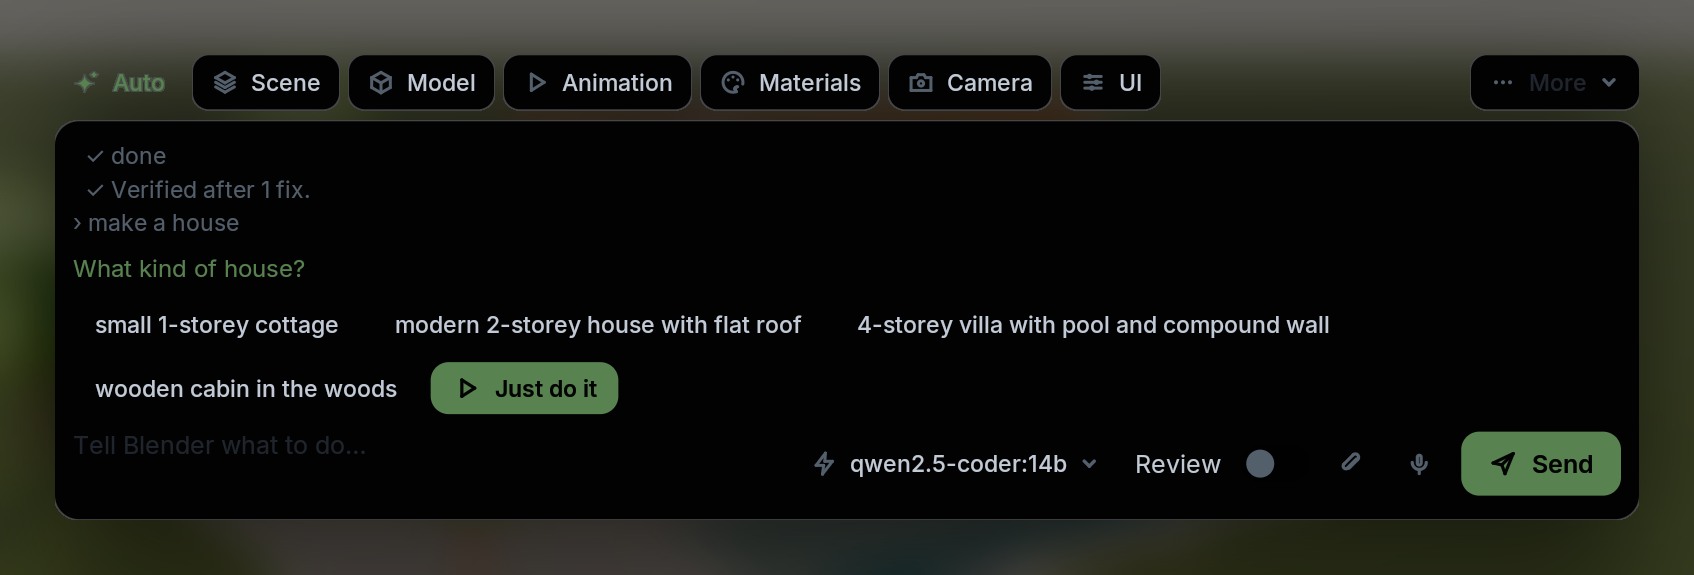 Auto Scene Model Animation Materials Camera UI ... More
✓ done
✓ Verified after 1 fix.
› make a house
What kind of house?
small 1-storey cottage modern 2-storey house with flat roof 4-storey villa with pool and compound wall
wooden cabin in the woods Just do it
Tell Blender what to do...
qwen2.5-coder:14b Review Send